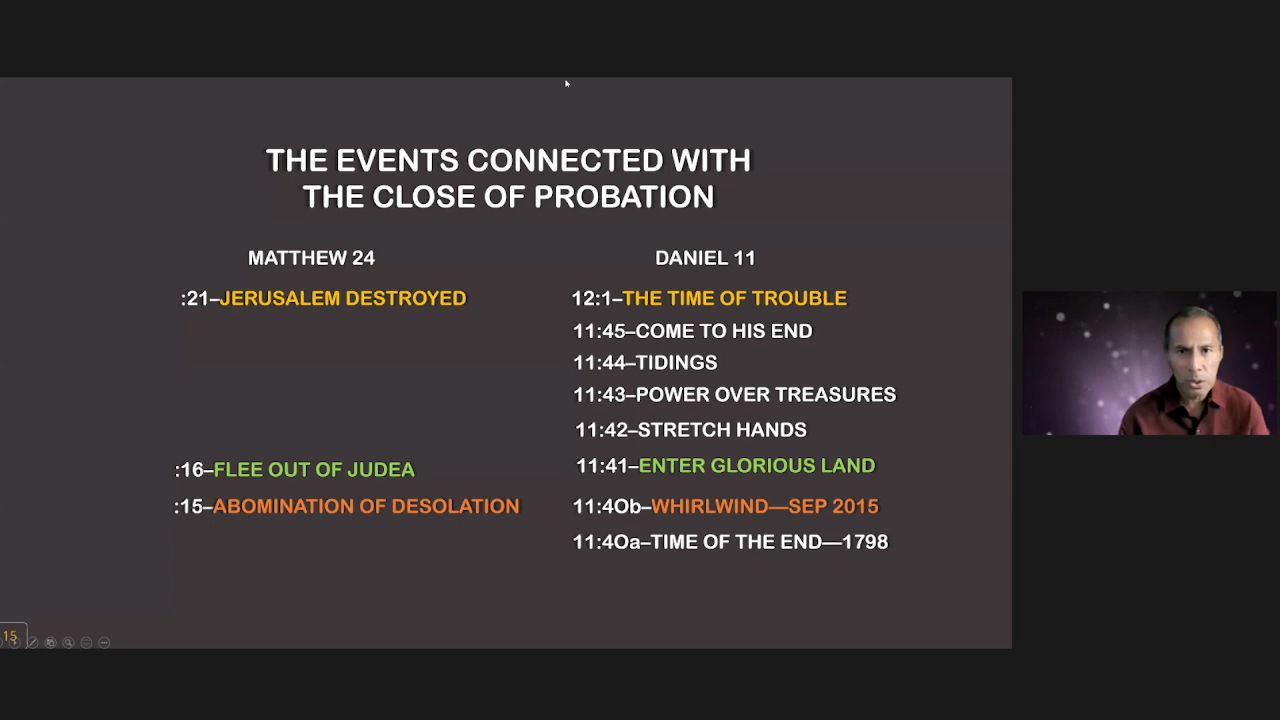 THE EVENTS CONNECTED WITH
THE CLOSE OF PROBATION
MATTHEW 24
:21–JERUSALEM DESTROYED
:16–FLEE OUT OF JUDEA
:15–ABOMINATION OF DESOLATION
DANIEL 11
12:1–THE TIME OF TROUBLE
11:45–COME TO HIS END
11:44–TIDINGS
11:43–POWER OVER TREASURES
11:42–STRETCH HANDS
11:41–ENTER GLORIOUS LAND
11:4Ob–WHIRLWIND—SEP 2015
11:4Oa–TIME OF THE END—1798
15